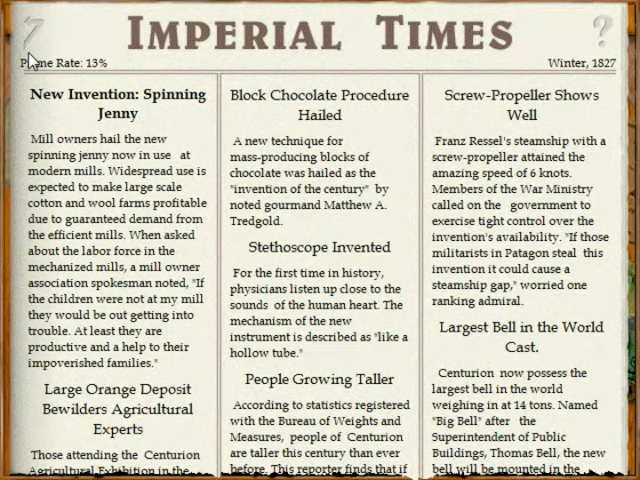 IMPERIAL TIMES
7
?
Prime Rate: 13%
Winter, 1827
New Invention: Spinning
Jenny
Mill owners hail the new
spinning jenny now in use at
modern mills. Widespread use is
expected to make large scale
cotton and wool farms profitable
due to guaranteed demand from
the efficient mills. When asked
about the labor force in the
mechanized mills, a mill owner
association spokesman noted, "If
the children were not at my mill
they would be out getting into
trouble. At least they are
productive and a help to their
impoverished families."
Large Orange Deposit
Bewilders Agricultural
Experts
Those attending the Centurion
Agricultural Exhibition in the
Block Chocolate Procedure
Hailed
A new technique for
mass-producing blocks of
chocolate was hailed as the
"invention of the century" by
noted gourmand Matthew A.
Tredgold.
Stethoscope Invented
For the first time in history,
physicians listen up close to the
sounds of the human heart. The
mechanism of the new
instrument is described as "like a
hollow tube."
People Growing Taller
According to statistics registered
with the Bureau of Weights and
Measures, people of Centurion
are taller this century than ever
before. This reporter finds that if
Screw-Propeller Shows
Well
Franz Ressel's steamship with a
screw-propeller attained the
amazing speed of 6 knots.
Members of the War Ministry
called on the government to
exercise tight control over the
invention's availability. "If those
militarists in Patagon steal this
invention it could cause a
steamship gap," worried one
ranking admiral.
Largest Bell in the World
Cast.
Centurion now possess the
largest bell in the world
weighing in at 14 tons. Named
"Big Bell" after the
Superintendent of Public
Buildings, Thomas Bell, the new
bell will be mounted in the